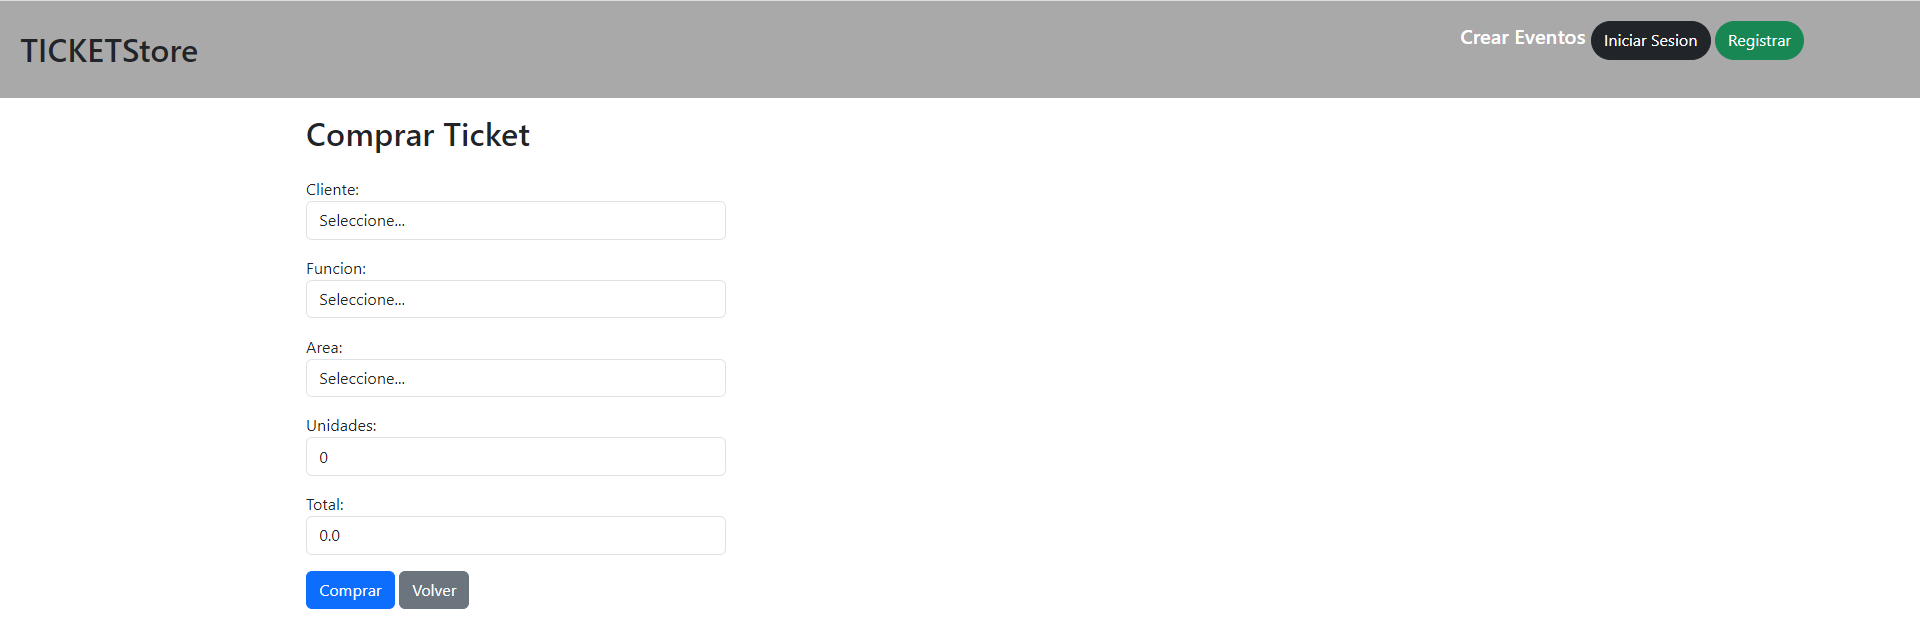 TICKETStore
Crear Eventos Iniciar Sesion Registrar
Comprar Ticket
Cliente:
Seleccione...
Funcion:
Seleccione...
Area:
Seleccione...
Unidades:
0
Total:
0.0
Comprar Volver